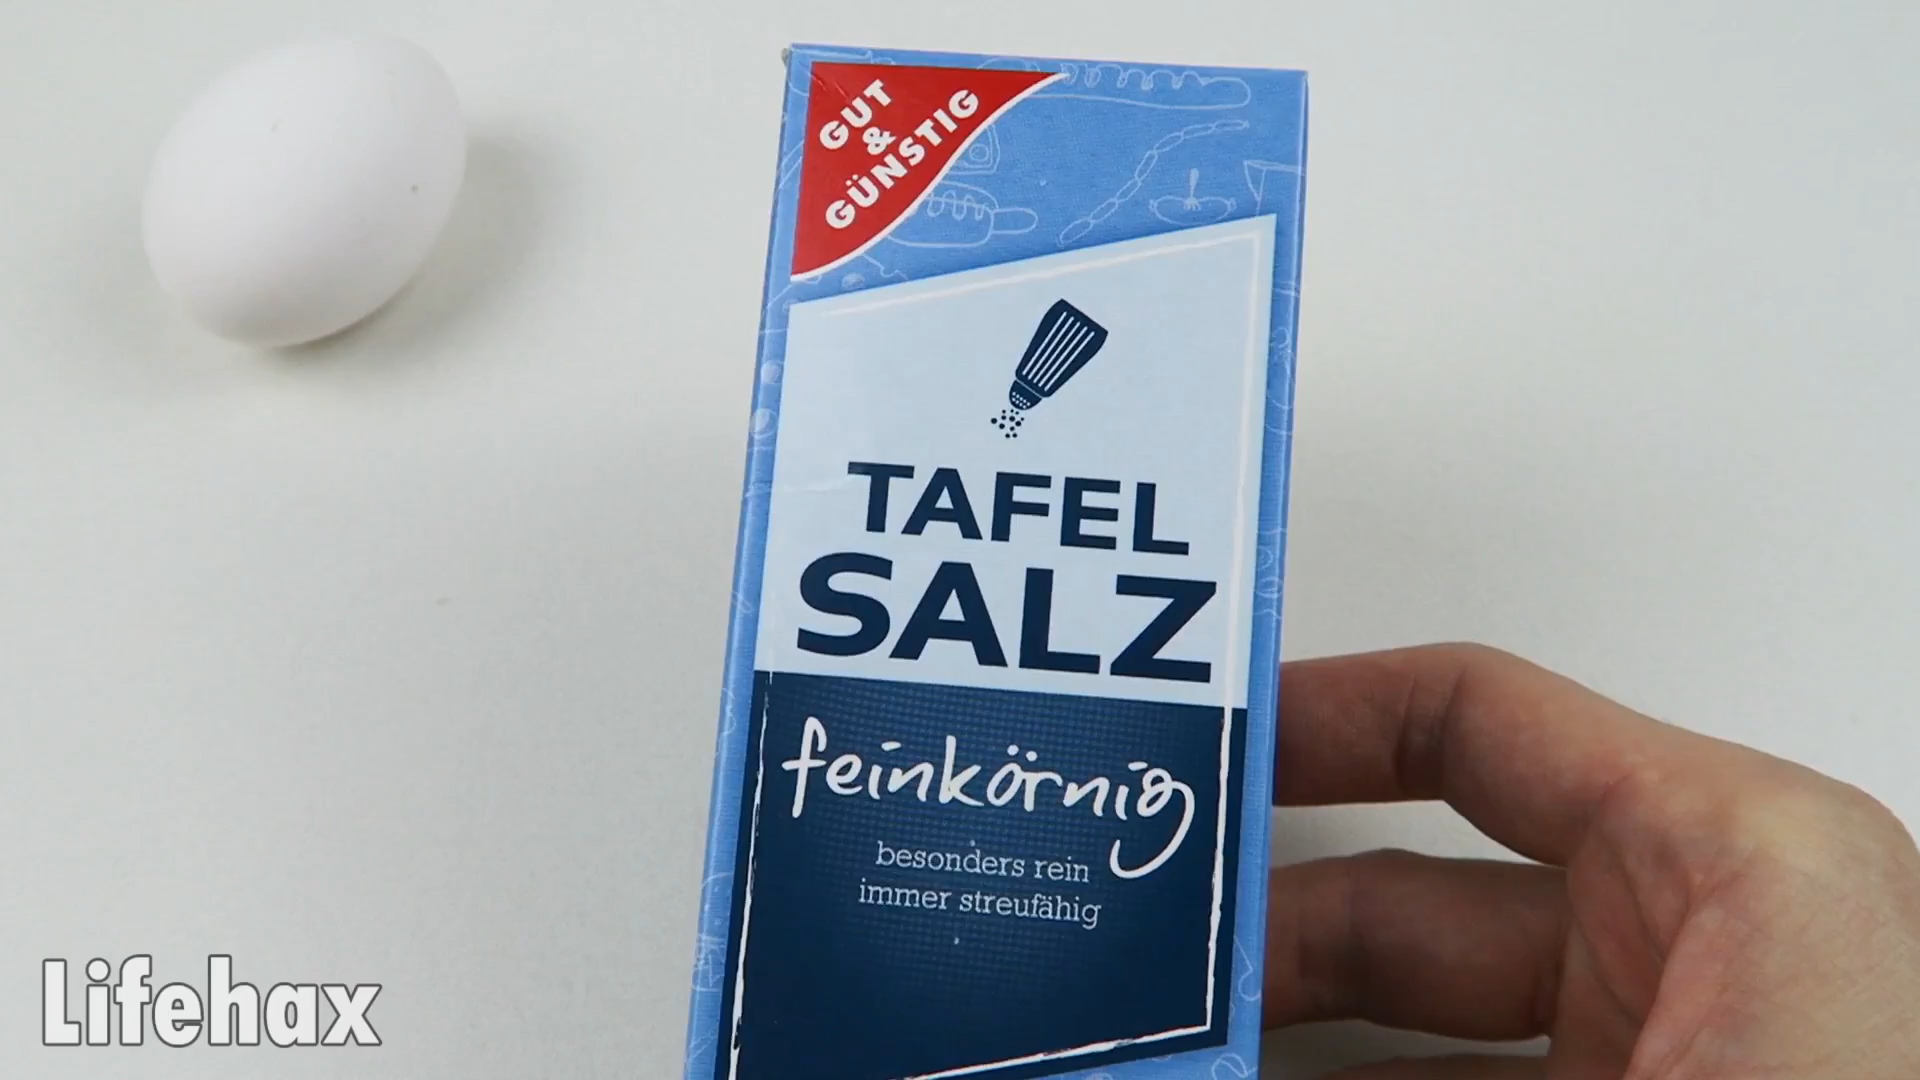 GUT
&
GÜNSTIG
TAFEL
SALZ
feinkörnig
besonders rein
immer streufähig
Lifehax